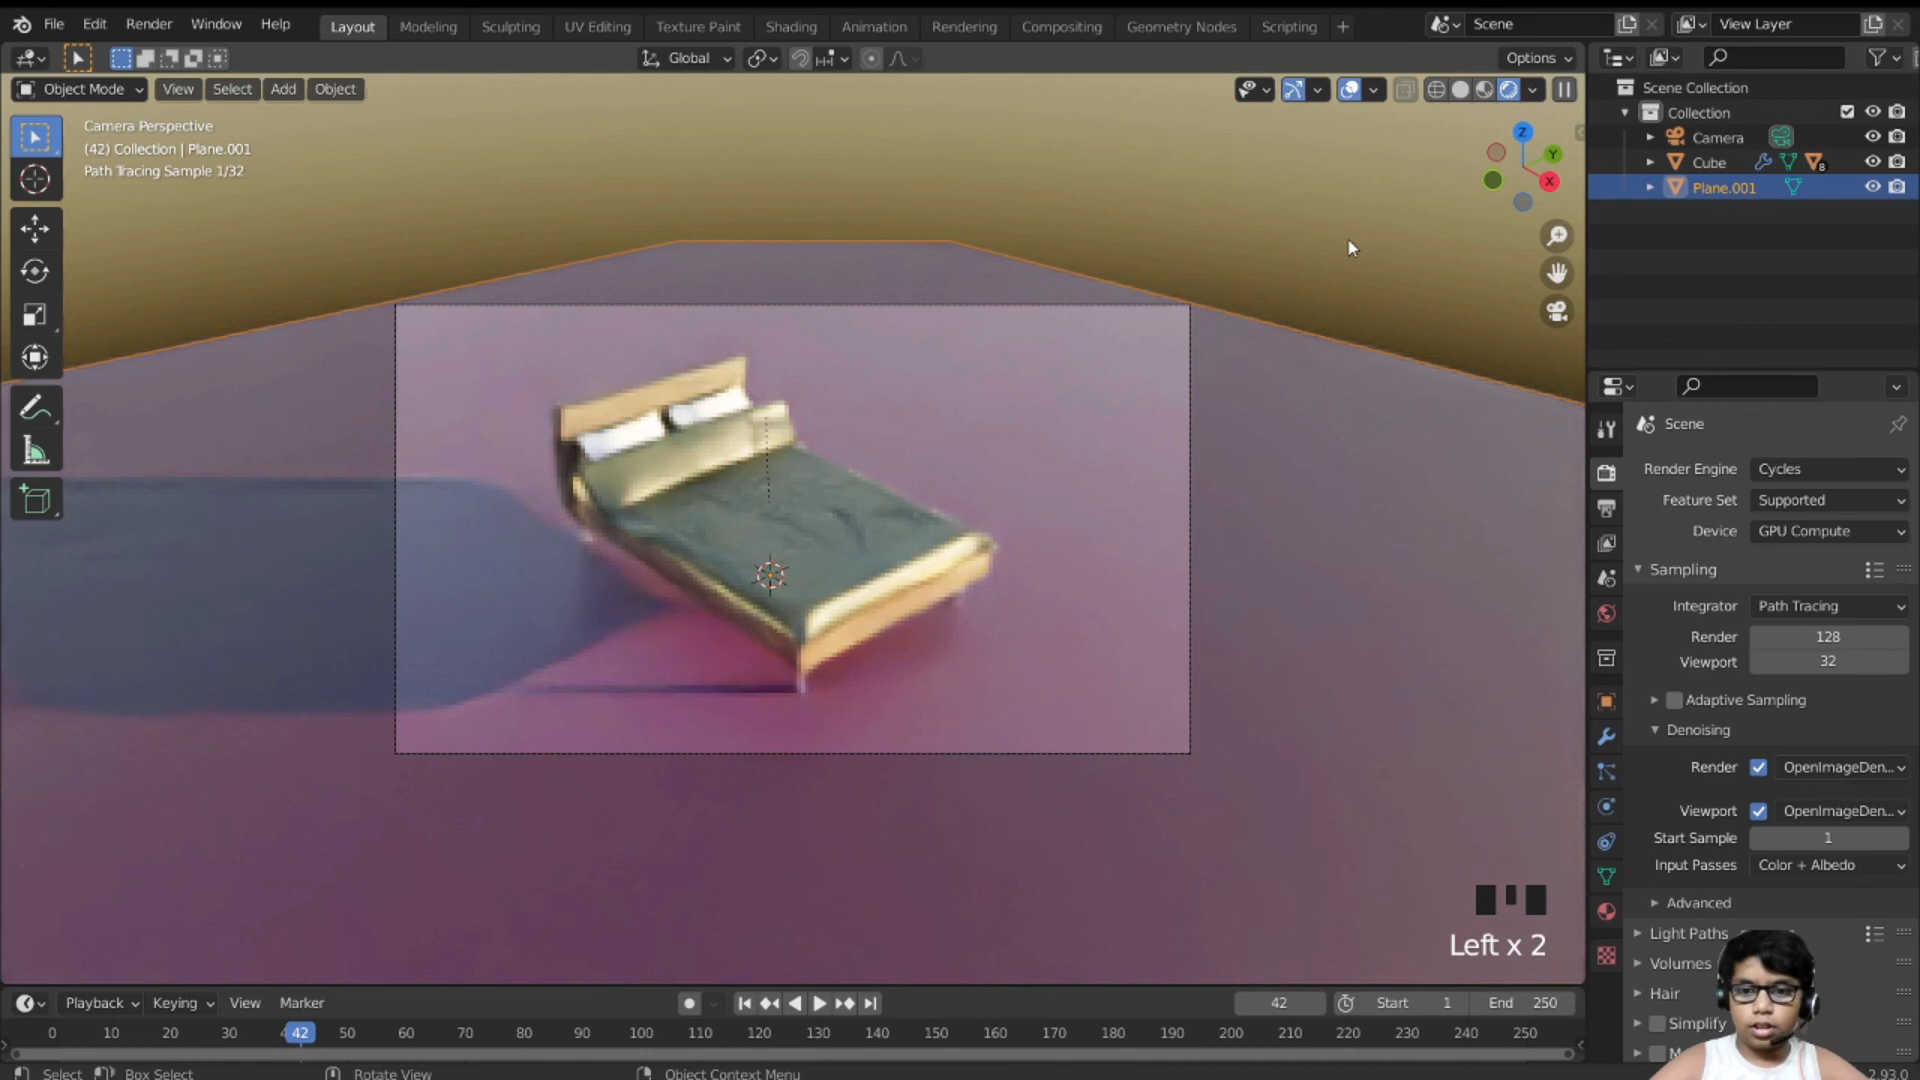 File Edit Render Window Help Layout Modeling Sculpting UV Editing Texture Paint Shading Animation Rendering Compositing Geometry Nodes Scripting + Scene View Layer
Global Options
Object Mode View Select Add Object
Scene Collection
Collection
Camera
Cube 8
Plane.001
Camera Perspective
(42) Collection | Plane.001
Path Tracing Sample 1/32
Z
Y
X
Scene
Render Engine Cycles
Feature Set Supported
Device GPU Compute
Sampling
Integrator Path Tracing
Render 128
Viewport 32
Adaptive Sampling
Denoising
Render OpenImageDen...
Viewport OpenImageDen...
Start Sample 1
Input Passes Color + Albedo
Advanced
Light Paths
Volumes
Hair
Simplify
Left x 2
Playback Keying View Marker 42 Start 1 End 250
0 10 20 30 42 50 60 70 80 90 100 110 120 130 140 150 160 170 180 190 200 210 220 230 240 250
Select Box Select Rotate View Object Context Menu 2.93.0